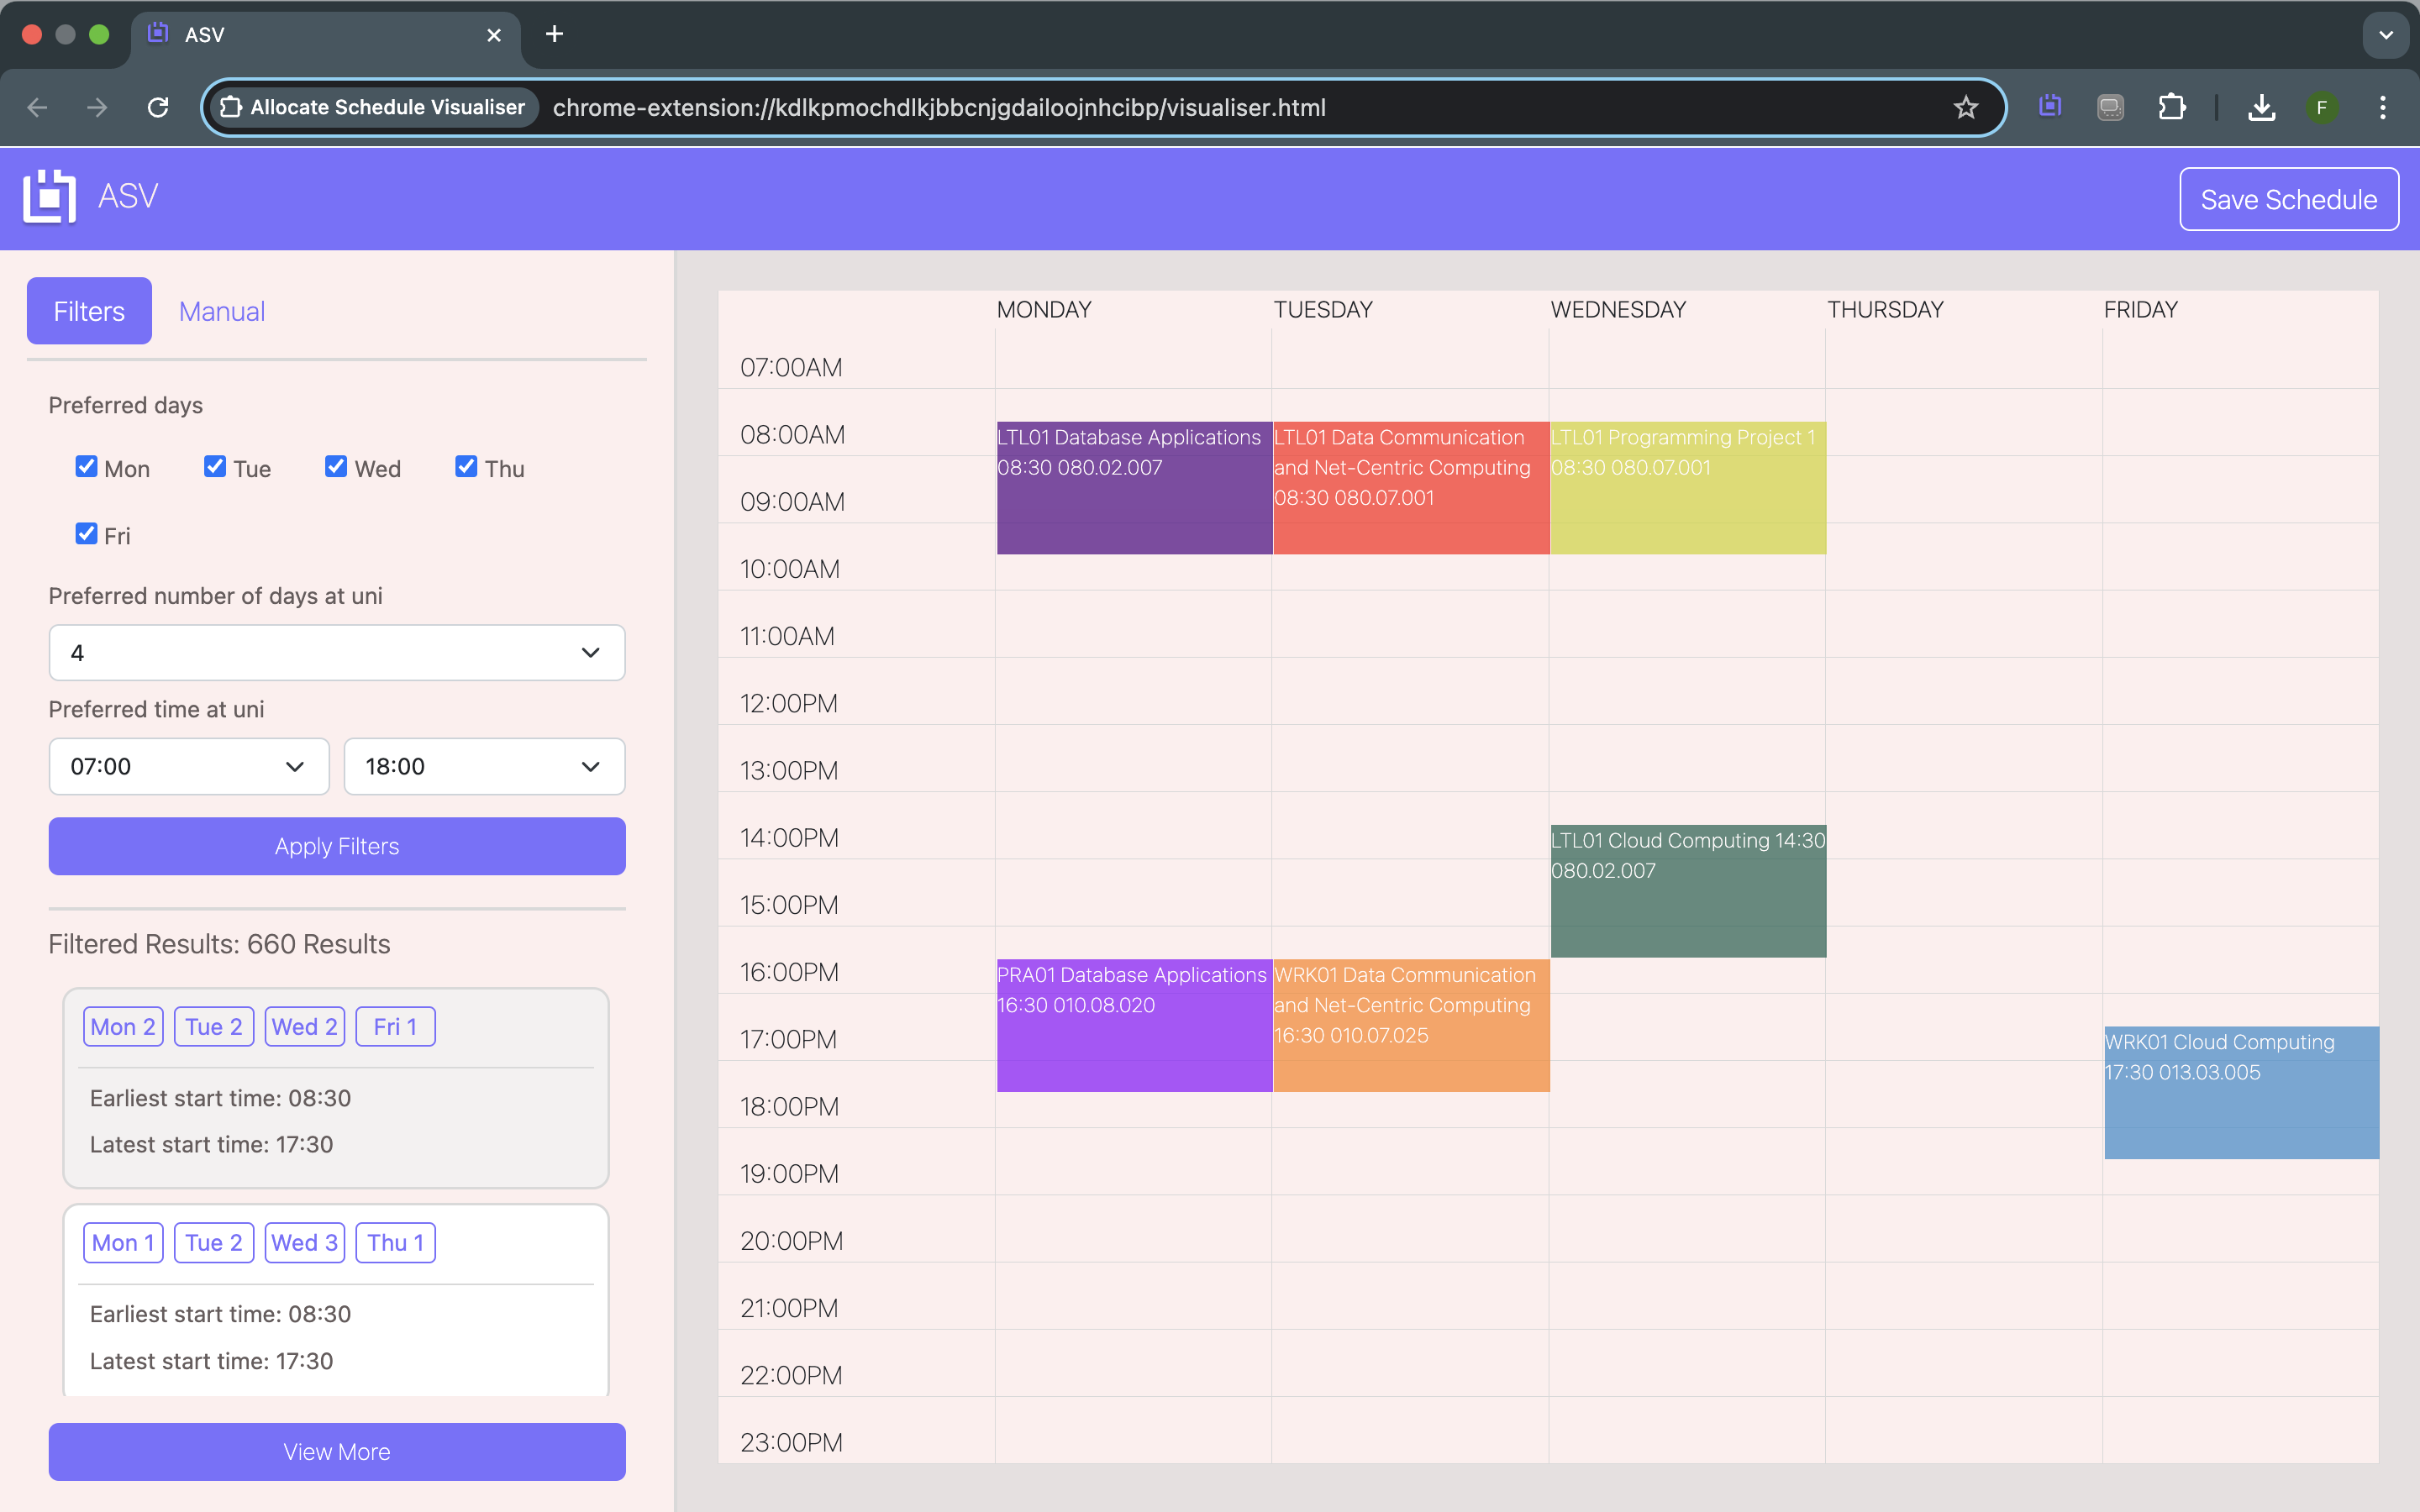 ASV
Allocate Schedule Visualiser
chrome-extension://kdlkpmochdlkjbbcnjgdailoojnhcibp/visualiser.html
F
ASV
Save Schedule
Filters
Manual
Preferred days
Mon
Tue
Wed
Thu
Fri
Preferred number of days at uni
4
Preferred time at uni
07:00
18:00
Apply Filters
Filtered Results: 660 Results
Mon 2
Tue 2
Wed 2
Fri 1
Earliest start time: 08:30
Latest start time: 17:30
Mon 1
Tue 2
Wed 3
Thu 1
Earliest start time: 08:30
Latest start time: 17:30
View More
MONDAY
TUESDAY
WEDNESDAY
THURSDAY
FRIDAY
07:00AM
08:00AM
09:00AM
10:00AM
11:00AM
12:00PM
13:00PM
14:00PM
15:00PM
16:00PM
17:00PM
18:00PM
19:00PM
20:00PM
21:00PM
22:00PM
23:00PM
LTL01 Database Applications
08:30 080.02.007
LTL01 Data Communication
and Net-Centric Computing
08:30 080.07.001
LTL01 Programming Project 1
08:30 080.07.001
LTL01 Cloud Computing 14:30
080.02.007
PRA01 Database Applications
16:30 010.08.020
WRK01 Data Communication
and Net-Centric Computing
16:30 010.07.025
WRK01 Cloud Computing
17:30 013.03.005